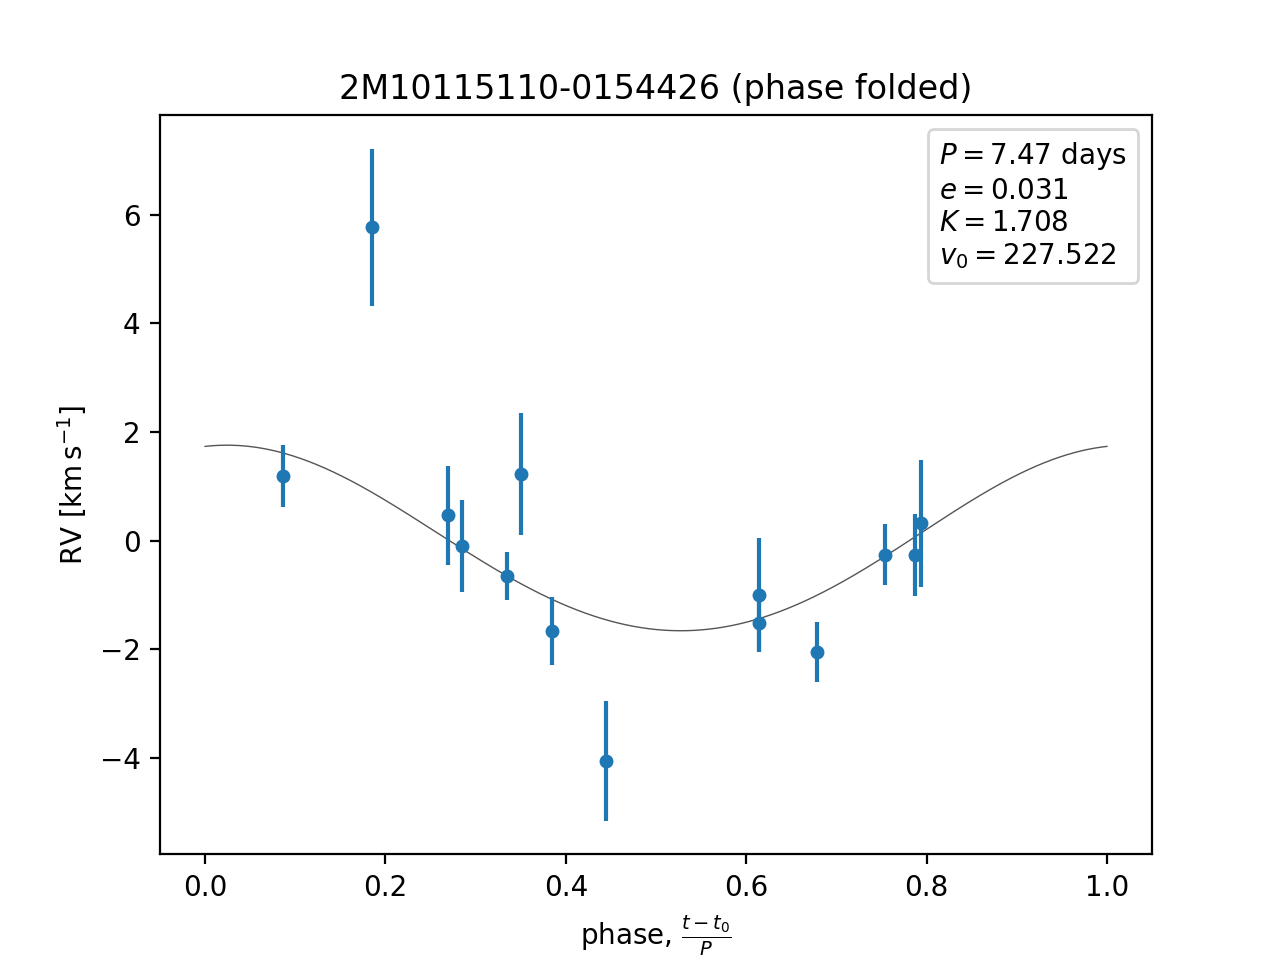 2M10115110-0154426 (phase folded)
P = 7.47 days
e = 0.031
K = 1.708
v₀ = 227.522
6
4
2
0
−2
−4
RV [km s⁻¹]
0.0 0.2 0.4 0.6 0.8 1.0
phase, (t − t₀)/P